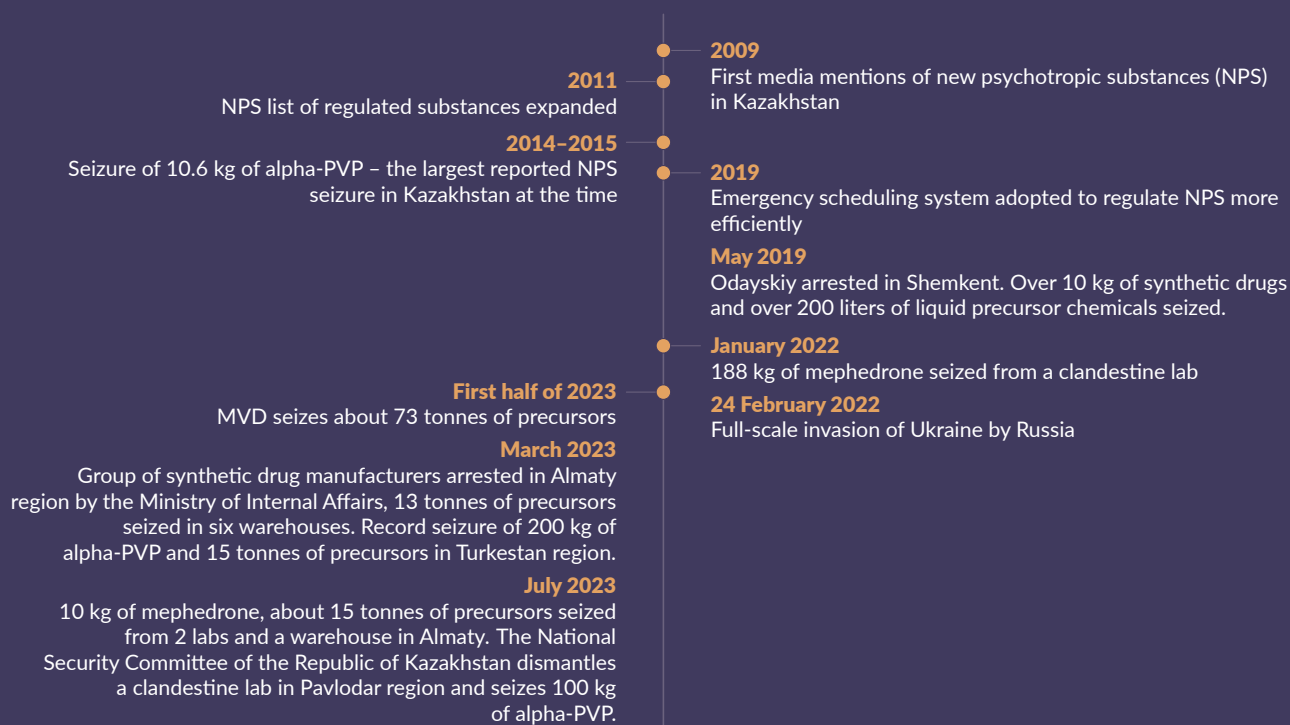 2009
First media mentions of new psychotropic substances (NPS)
in Kazakhstan
2011
NPS list of regulated substances expanded
2014–2015
Seizure of 10.6 kg of alpha-PVP – the largest reported NPS
seizure in Kazakhstan at the time
2019
Emergency scheduling system adopted to regulate NPS more
efficiently
May 2019
Odayskiy arrested in Shemkent. Over 10 kg of synthetic drugs
and over 200 liters of liquid precursor chemicals seized.
January 2022
188 kg of mephedrone seized from a clandestine lab
24 February 2022
Full-scale invasion of Ukraine by Russia
First half of 2023
MVD seizes about 73 tonnes of precursors
March 2023
Group of synthetic drug manufacturers arrested in Almaty
region by the Ministry of Internal Affairs, 13 tonnes of precursors
seized in six warehouses. Record seizure of 200 kg of
alpha-PVP and 15 tonnes of precursors in Turkestan region.
July 2023
10 kg of mephedrone, about 15 tonnes of precursors seized
from 2 labs and a warehouse in Almaty. The National
Security Committee of the Republic of Kazakhstan dismantles
a clandestine lab in Pavlodar region and seizes 100 kg
of alpha-PVP.